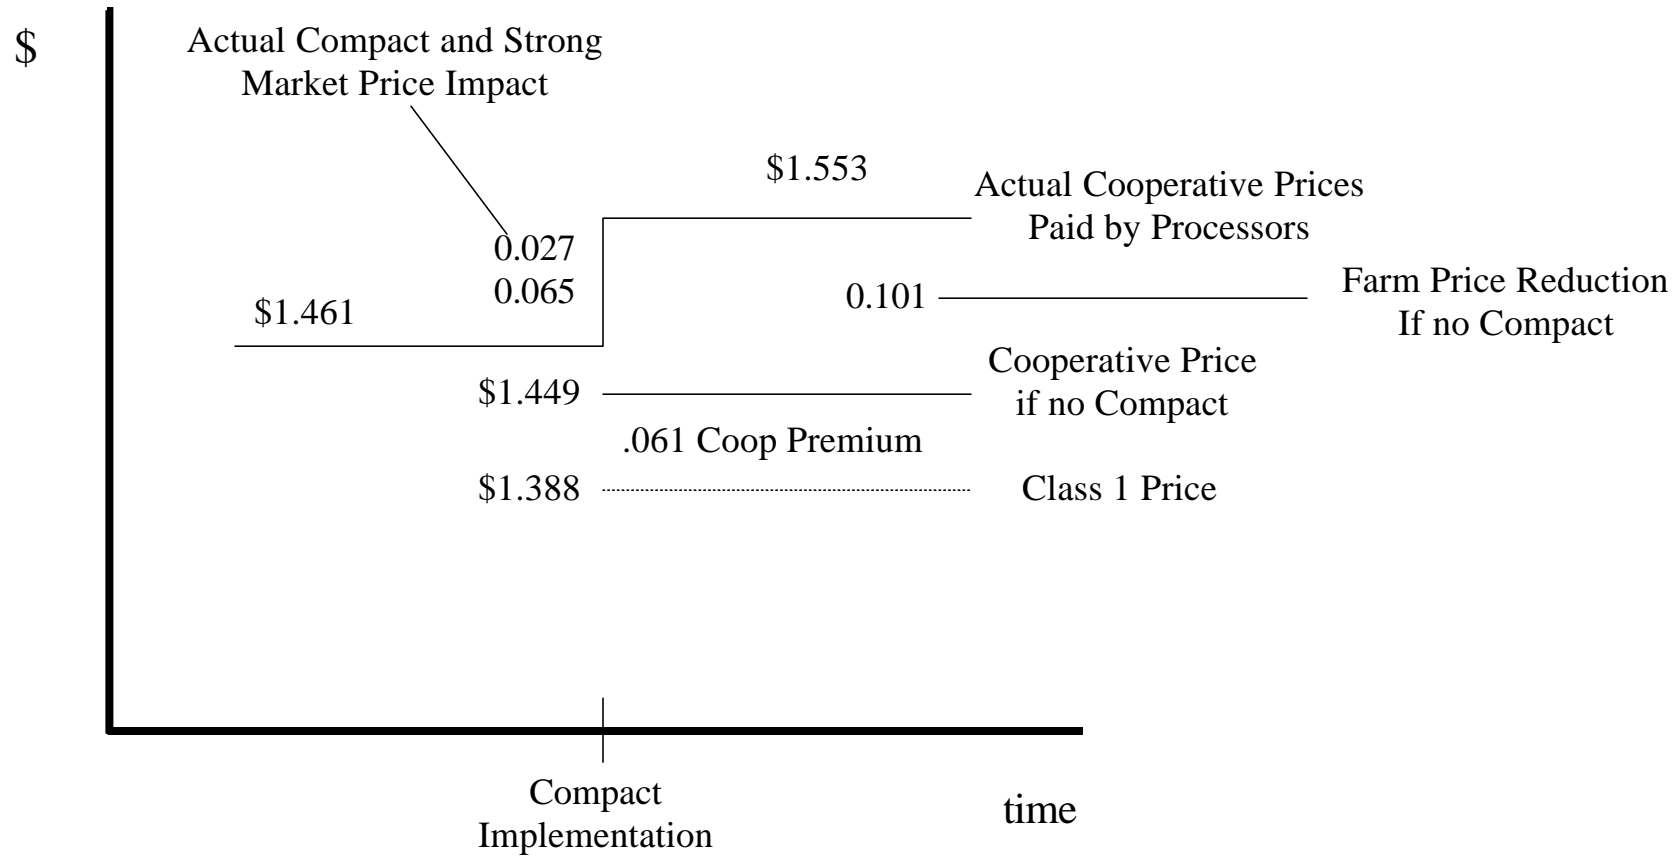 $
Actual Compact and Strong
Market Price Impact
$1.553
Actual Cooperative Prices
Paid by Processors
0.027
0.065
$1.461
0.101
Farm Price Reduction
If no Compact
Cooperative Price
if no Compact
$1.449
.061 Coop Premium
$1.388
Class 1 Price
Compact
Implementation
time